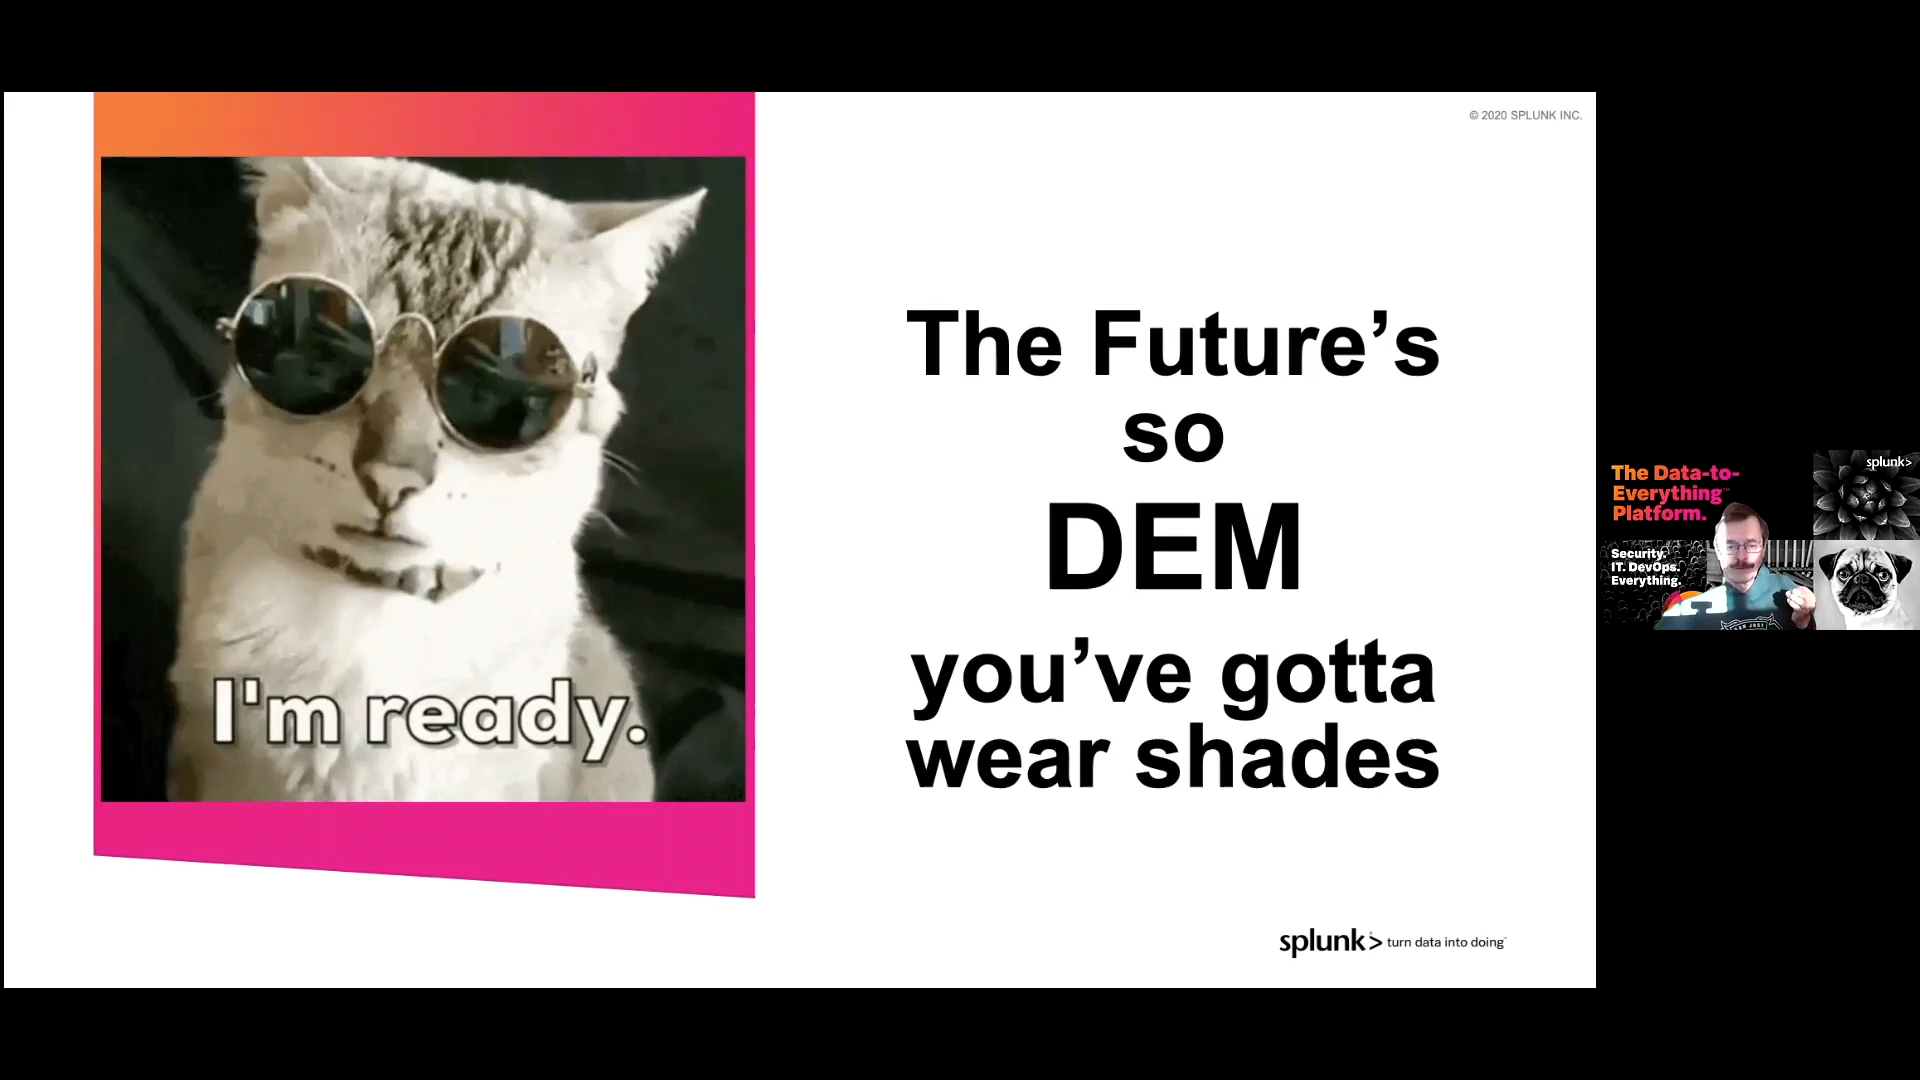 © 2020 SPLUNK INC.
I'm ready.
The Future’s
so
DEM
you’ve gotta
wear shades
splunk> turn data into doing
The Data-to-
Everything™
Platform.
Security.
IT. DevOps.
Everything.
splunk>